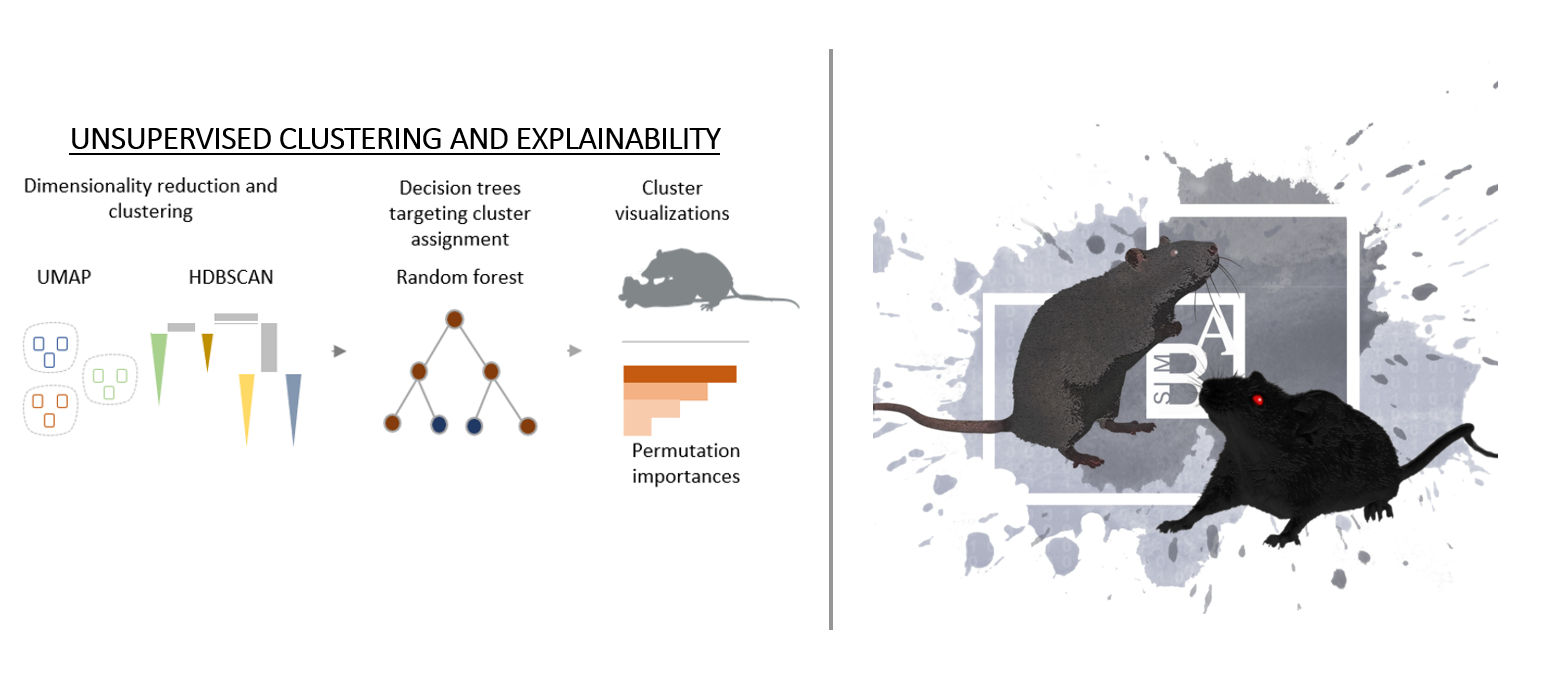 UNSUPERVISED CLUSTERING AND EXPLAINABILITY
Dimensionality reduction and
clustering
UMAP
HDBSCAN
Decision trees
targeting cluster
assignment
Random forest
Cluster
visualizations
Permutation
importances
SIM
B
A